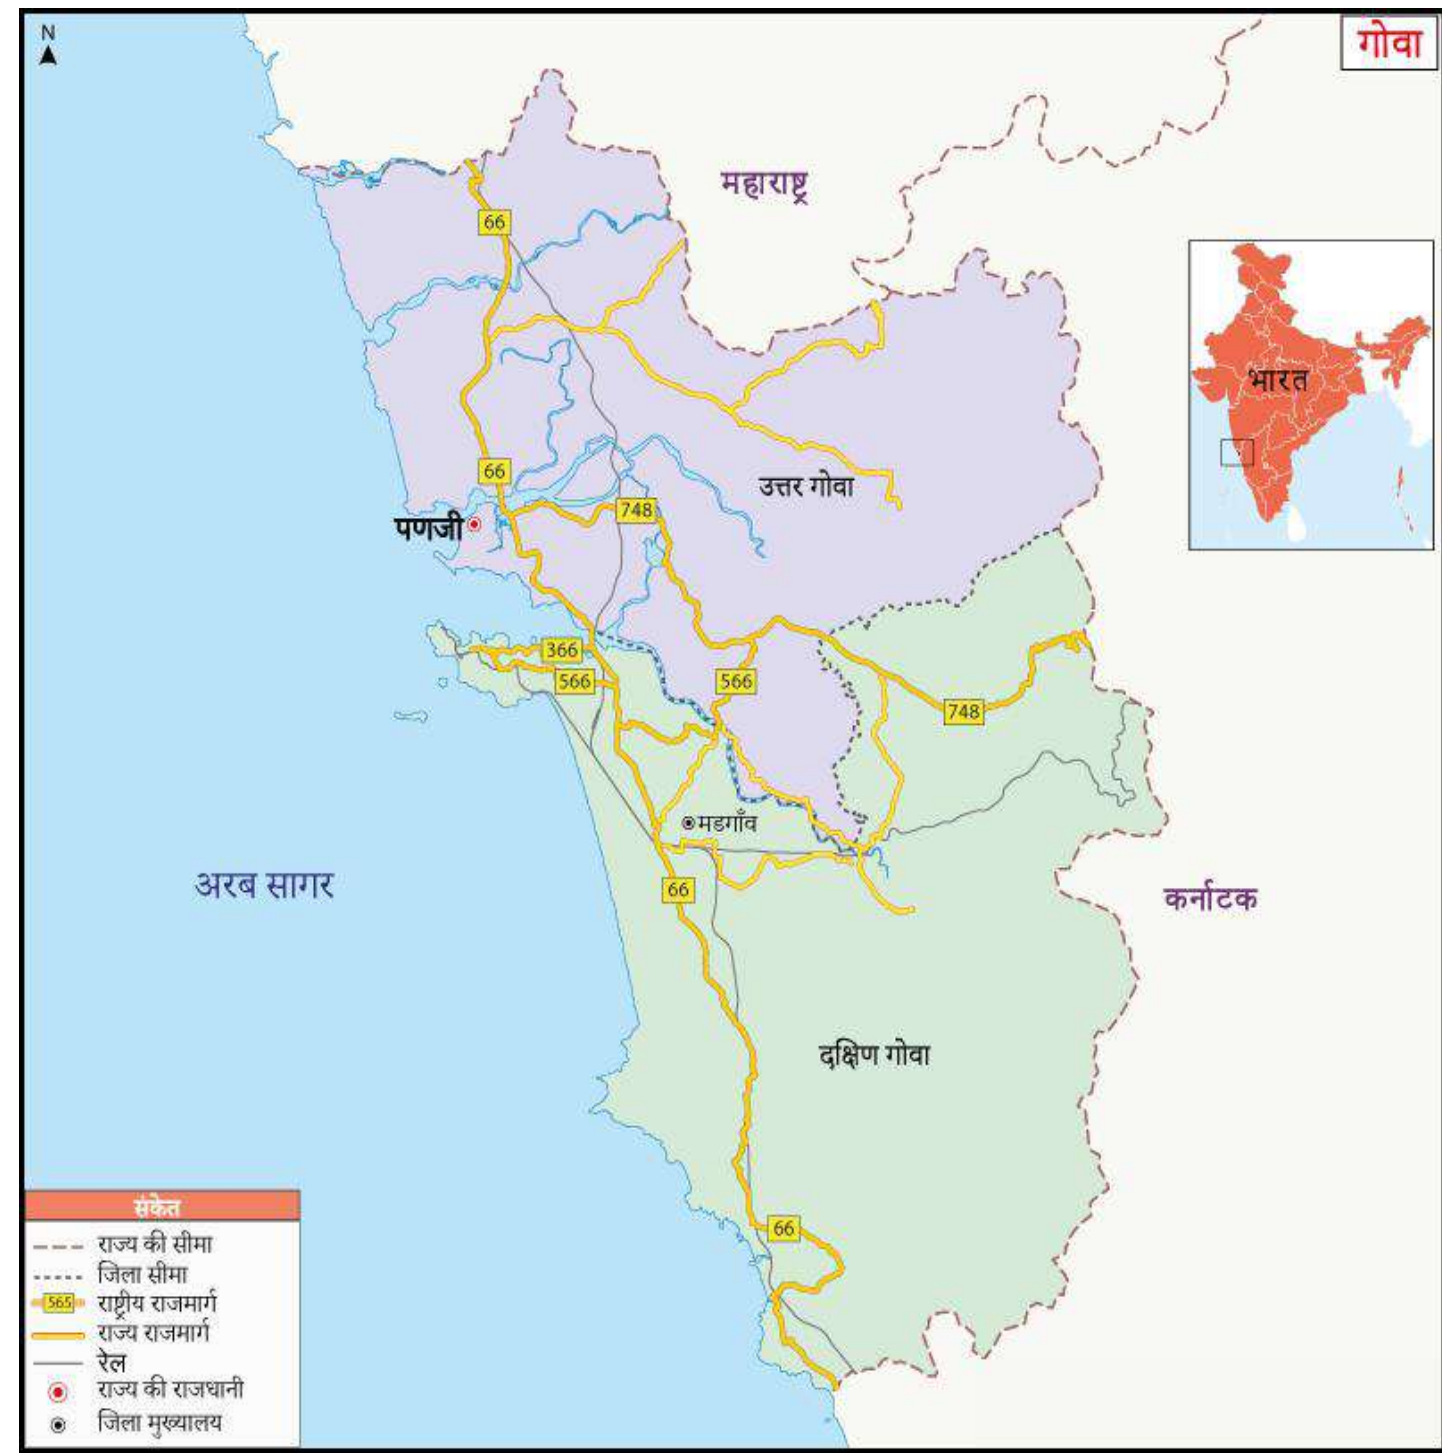 N
गोवा
महाराष्ट्र
66
भारत
66
748
उत्तर गोवा
पणजी
366
566
566
748
मडगाँव
66
अरब सागर
कर्नाटक
दक्षिण गोवा
66
संकेत
राज्य की सीमा
जिला सीमा
565 राष्ट्रीय राजमार्ग
राज्य राजमार्ग
रेल
राज्य की राजधानी
जिला मुख्यालय